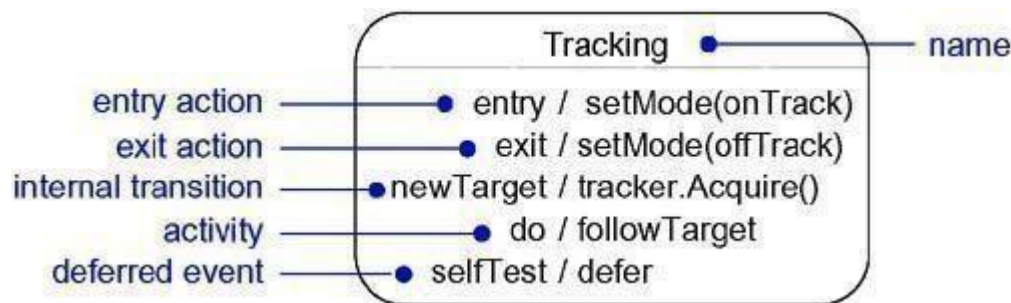 Tracking name
entry action entry / setMode(onTrack)
exit action exit / setMode(offTrack)
internal transition newTarget / tracker.Acquire()
activity do / followTarget
deferred event selfTest / defer